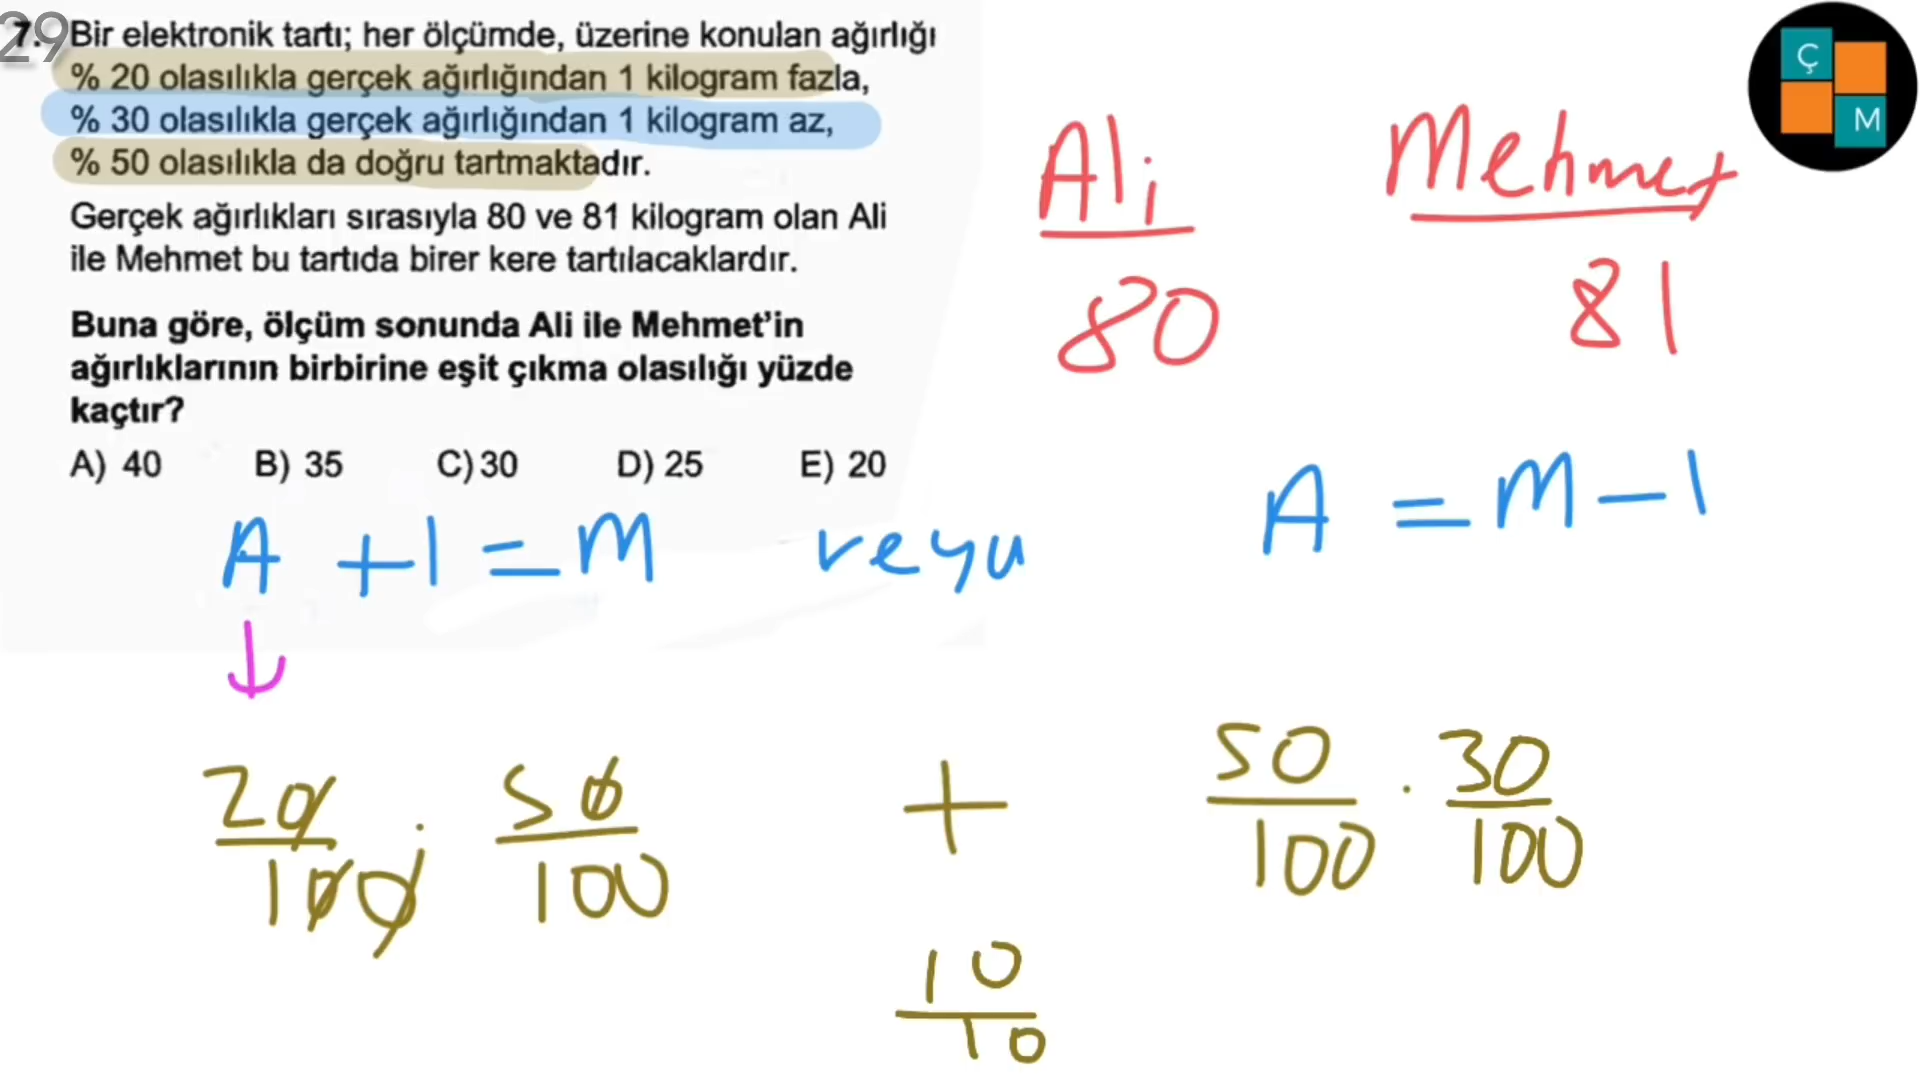 29
7. Bir elektronik tartı; her ölçümde, üzerine konulan ağırlığı
% 20 olasılıkla gerçek ağırlığından 1 kilogram fazla,
% 30 olasılıkla gerçek ağırlığından 1 kilogram az,
% 50 olasılıkla da doğru tartmaktadır.
Gerçek ağırlıkları sırasıyla 80 ve 81 kilogram olan Ali
ile Mehmet bu tartıda birer kere tartılacaklardır.
Buna göre, ölçüm sonunda Ali ile Mehmet'in
ağırlıklarının birbirine eşit çıkma olasılığı yüzde
kaçtır?
A) 40 B) 35 C) 30 D) 25 E) 20
Ç M
Ali Mehmet
80 81
A + 1 = M veya A = M - 1
20/100 . 50/100 + 50/100 . 30/100
10/10